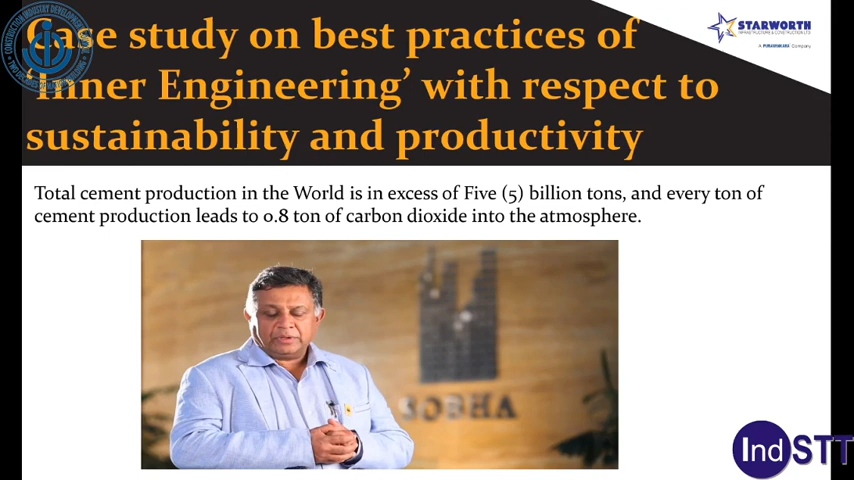 Case study on best practices of
‘Inner Engineering’ with respect to
sustainability and productivity
STARWORTH
INFRASTRUCTURE & CONSTRUCTION LTD
A PURAVANKARA Company
Total cement production in the World is in excess of Five (5) billion tons, and every ton of
cement production leads to 0.8 ton of carbon dioxide into the atmosphere.
SOBHA
IndSTT